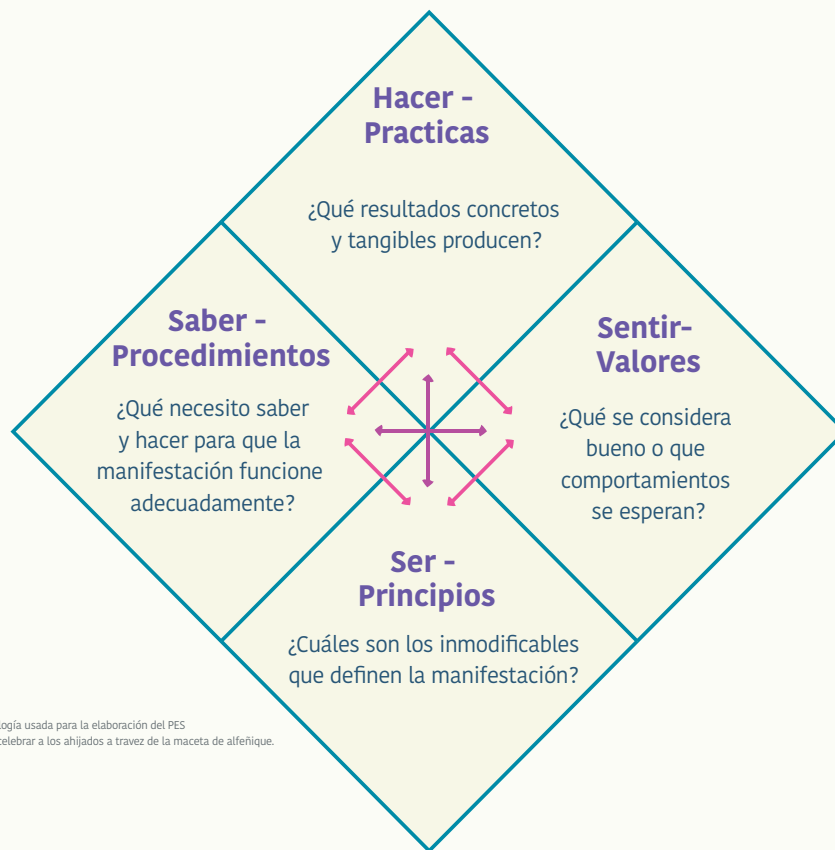 Hacer -
Practicas
¿Qué resultados concretos
y tangibles producen?
Saber -
Procedimientos
¿Qué necesito saber
y hacer para que la
manifestación funcione
adecuadamente?
Sentir-
Valores
¿Qué se considera
bueno o que
comportamientos
se esperan?
Ser -
Principios
¿Cuáles son los inmodificables
que definen la manifestación?
usada para la elaboración del PES
celebrar a los ahijados a travez de la maceta de alfeñique.